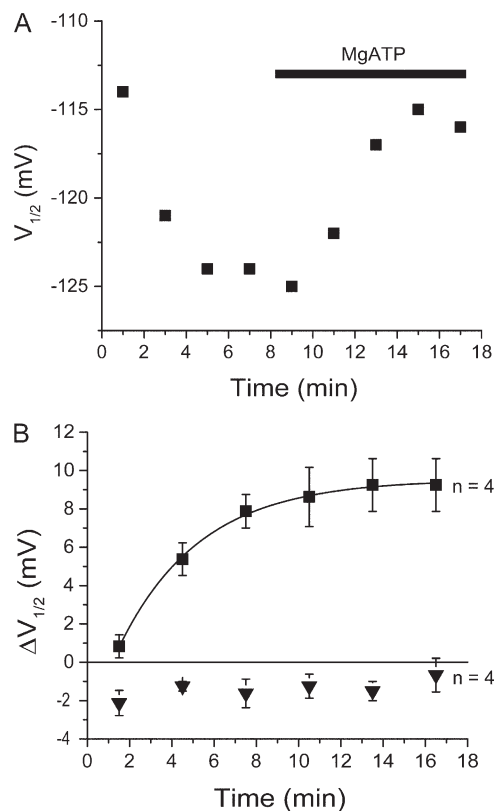 A
MgATP
-110
-115
-120
-125
V1/2 (mV)
0 2 4 6 8 10 12 14 16 18
Time (min)
B
12
10
8
6
4
2
0
-2
-4
ΔV1/2 (mV)
n = 4
n = 4
0 2 4 6 8 10 12 14 16 18
Time (min)